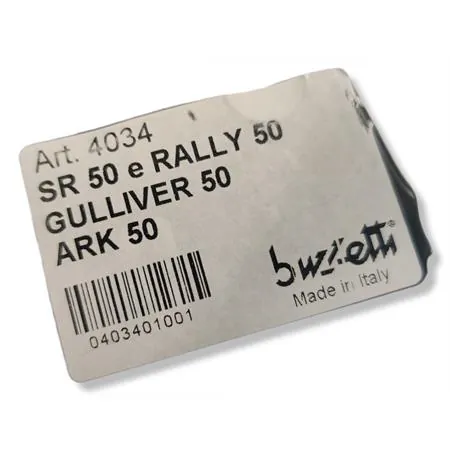 Art. 4034
SR 50 e RALLY 50
GULLIVER 50
ARK 50
0403401001
buzzetti®
Made in Italy